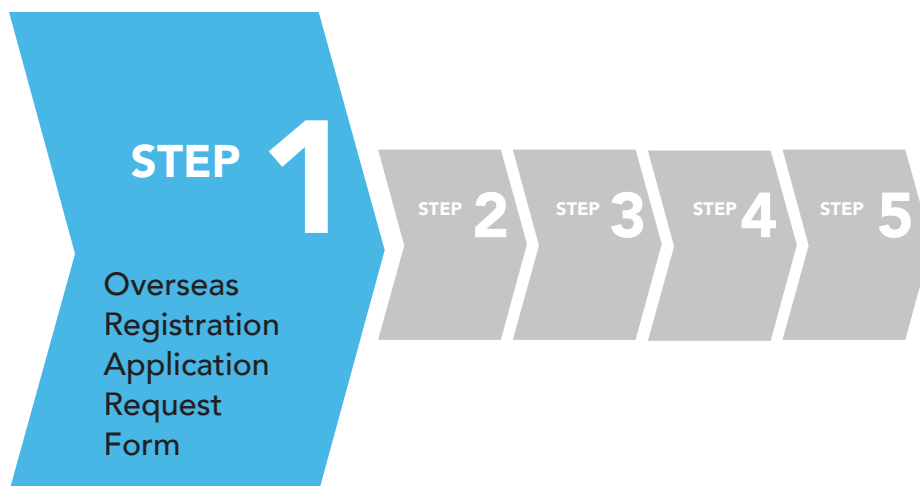 STEP 1
Overseas
Registration
Application
Request
Form
STEP 2
STEP 3
STEP 4
STEP 5